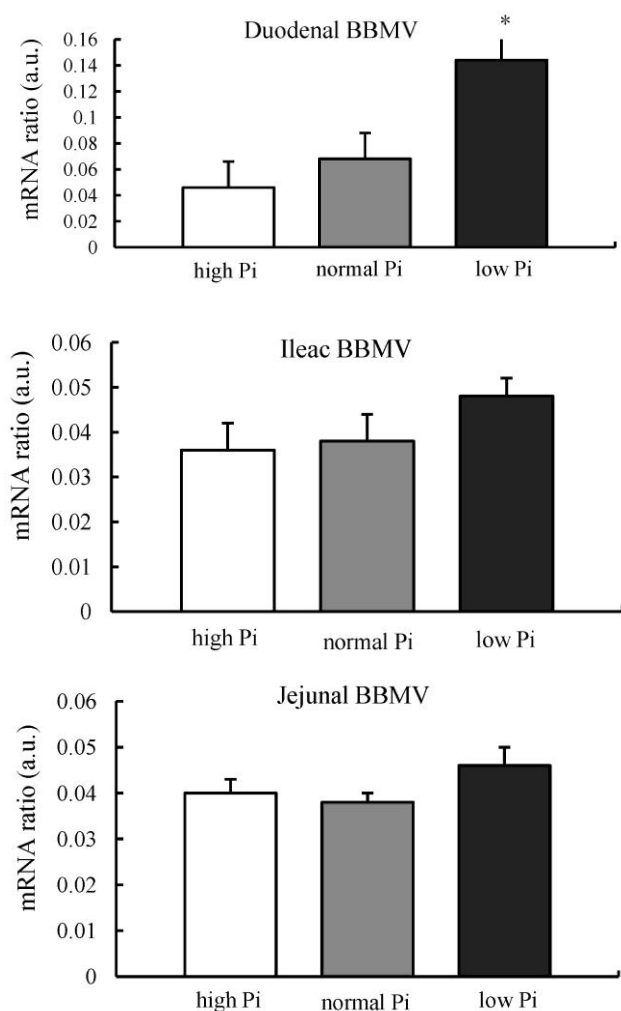 Duodenal BBMV
*
mRNA ratio (a.u.)
0.16
0.14
0.12
0.1
0.08
0.06
0.04
0.02
0
high Pi normal Pi low Pi
Ileac BBMV
mRNA ratio (a.u.)
0.06
0.05
0.04
0.03
0.02
0.01
0
high Pi normal Pi low Pi
Jejunal BBMV
mRNA ratio (a.u.)
0.06
0.05
0.04
0.03
0.02
0.01
0
high Pi normal Pi low Pi